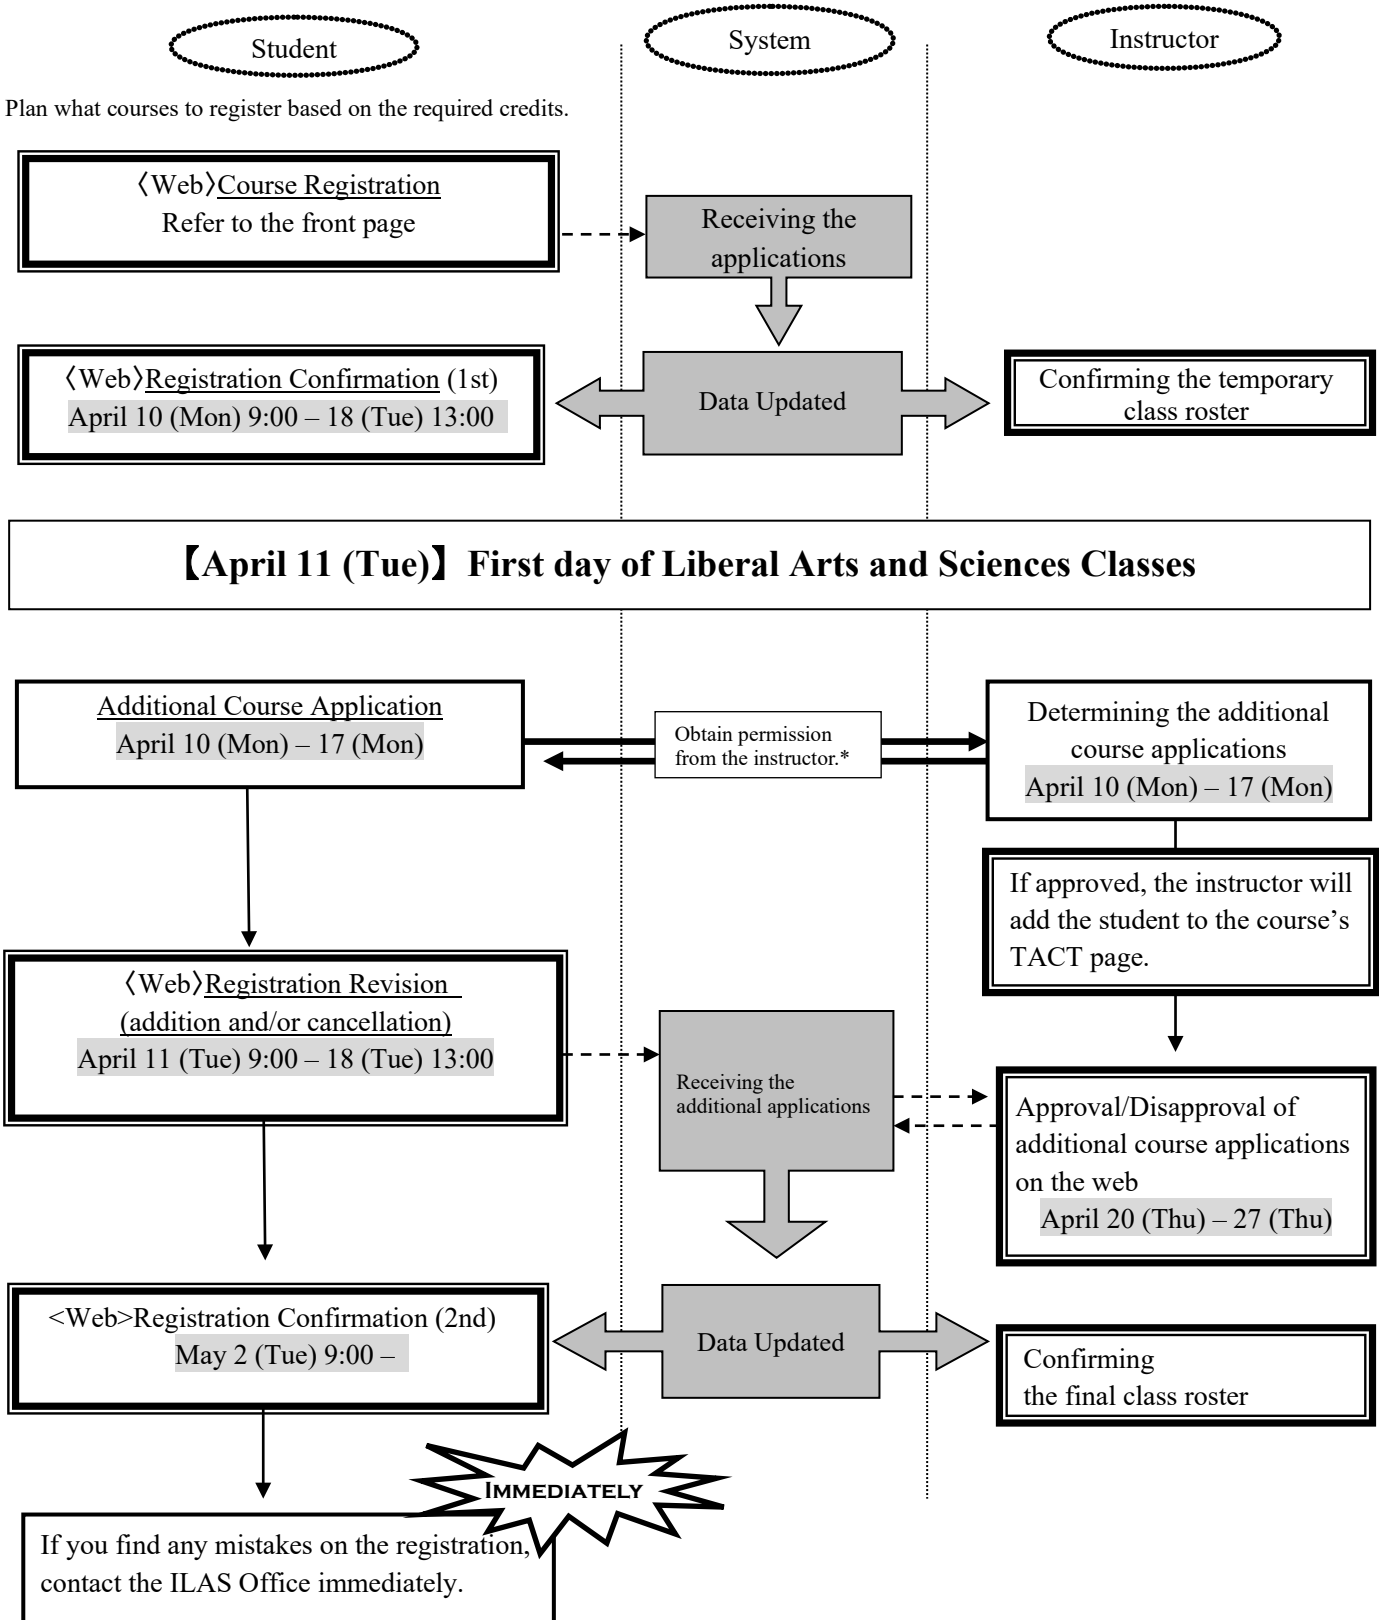 Student
System
Instructor
Plan what courses to register based on the required credits.
〈Web〉Course Registration
Refer to the front page
Receiving the
applications
〈Web〉Registration Confirmation (1st)
April 10 (Mon) 9:00 – 18 (Tue) 13:00
Data Updated
Confirming the temporary
class roster
【April 11 (Tue)】 First day of Liberal Arts and Sciences Classes
Additional Course Application
April 10 (Mon) – 17 (Mon)
Obtain permission
from the instructor.*
Determining the additional
course applications
April 10 (Mon) – 17 (Mon)
If approved, the instructor will
add the student to the course’s
TACT page.
〈Web〉Registration Revision
(addition and/or cancellation)
April 11 (Tue) 9:00 – 18 (Tue) 13:00
Receiving the
additional applications
Approval/Disapproval of
additional course applications
on the web
April 20 (Thu) – 27 (Thu)
<Web>Registration Confirmation (2nd)
May 2 (Tue) 9:00 –
Data Updated
Confirming
the final class roster
IMMEDIATELY
If you find any mistakes on the registration,
contact the ILAS Office immediately.